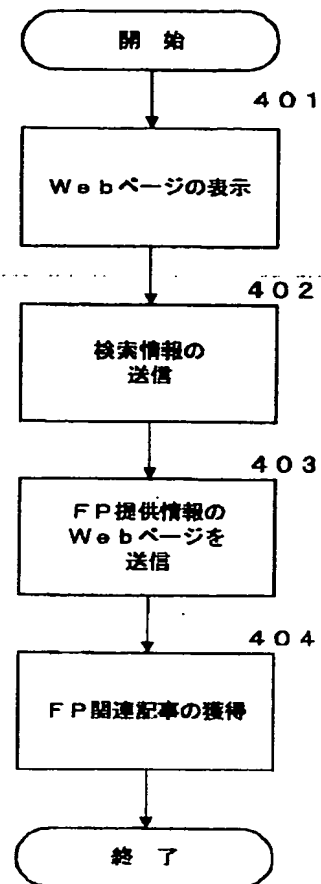 開 始
401
Webページの表示
402
検索情報の
送信
403
FP提供情報の
Webページを
送信
404
FP関連記事の獲得
終 了